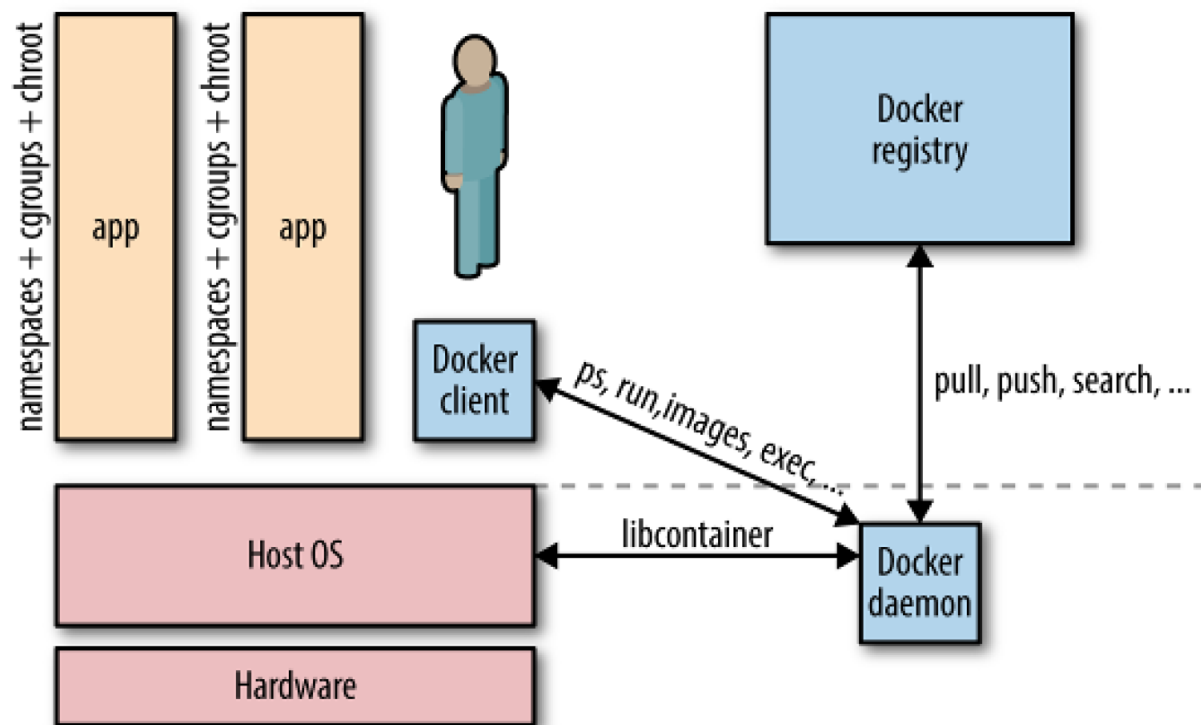 namespaces + cgroups + chroot
app
namespaces + cgroups + chroot
app
Docker
registry
Docker
client
ps, run,images, exec, ...
pull, push, search, ...
Host OS
libcontainer
Docker
daemon
Hardware